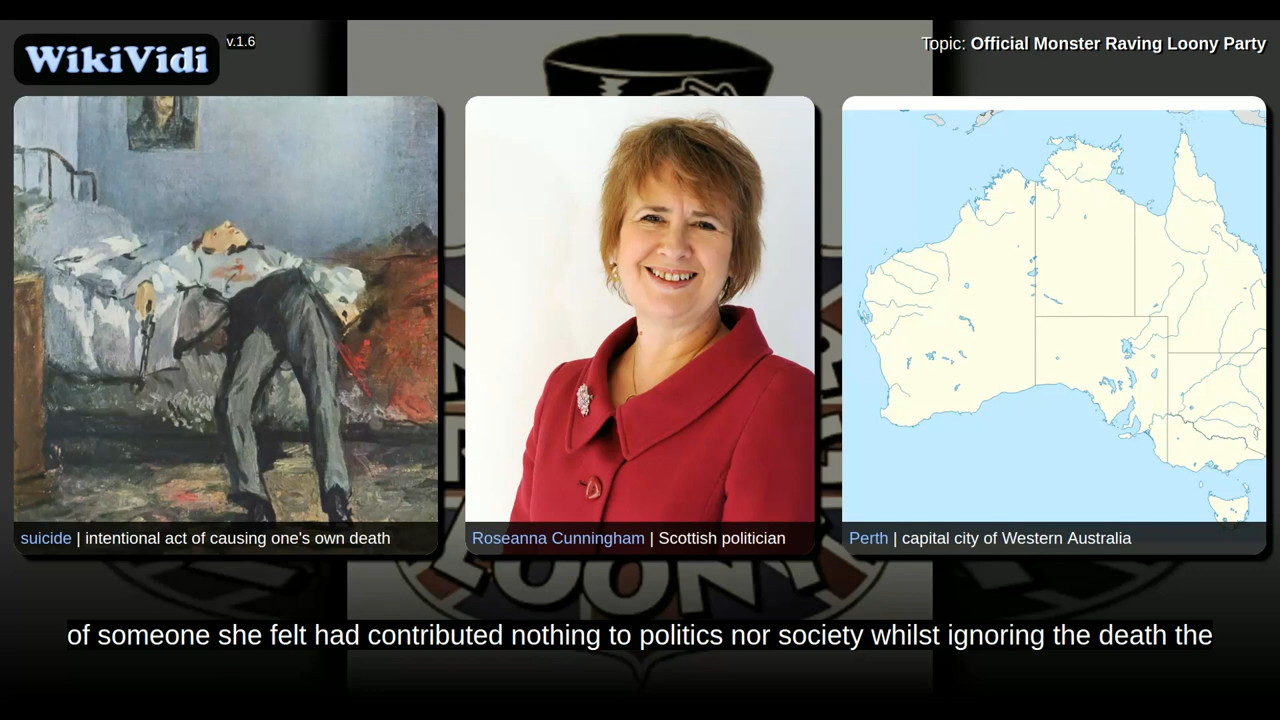 WikiVidi
v.1.6
Topic: Official Monster Raving Loony Party
suicide | intentional act of causing one's own death
Roseanna Cunningham | Scottish politician
Perth | capital city of Western Australia
LOONY
of someone she felt had contributed nothing to politics nor society whilst ignoring the death the